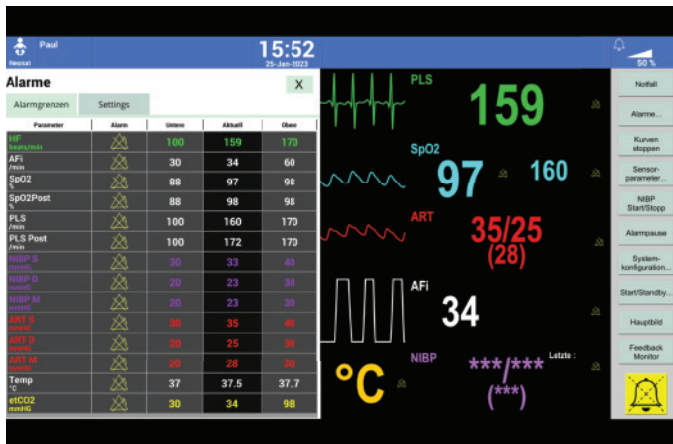 Paul
Neonat
15:52
25-Jan-1023
50 %
Alarme
X
Alarmgrenzen Settings
Parameter Alarm Untere Aktuell Obere
HF 100 159 170
beats/min
AFi 30 34 60
/min
SpO2 88 97 98
%
SpO2Post 88 98 98
%
PLS 100 160 170
/min
PLS Post 100 172 170
/min
NIBP S 30 33 40
mmHG
NIBP D 20 23 30
mmHG
NIBP M 20 23 30
mmHG
ART S 30 35 40
mmHG
ART D 20 25 30
mmHG
ART M 20 28 30
mmHG
Temp 37 37.5 37.7
°C
etCO2 30 34 98
mmHG
PLS
159
SpO2
97 160
ART
35/25
(28)
AFi
34
°C
NIBP
***/***
(***)
Letzte :
Notfall
Alarme...
Kurven
stoppen
Sensor-
parameter...
NIBP
Start/Stopp
Alarmpause
System-
konfiguration...
Start/Standby...
Hauptbild
Feedback
Monitor